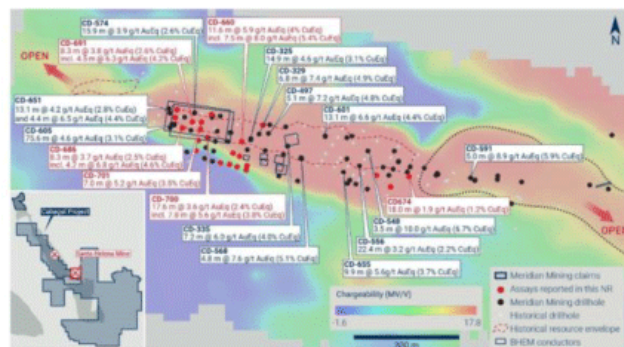 CD-574
15.9 m @ 3.9 g/t AuEq (2.6% CuEq)
CD-660
11.6 m @ 5.9 g/t AuEq (4% CuEq)
incl. 7.5 m @ 8.0 g/t AuEq (5.4% CuEq)
N
CD-691
8.3 m @ 3.8 g/t AuEq (2.6% CuEq)
incl. 4.5 m @ 6.3 g/t AuEq (4.2% CuEq)
CD-325
14.9 m @ 4.6 g/t AuEq (3.1% CuEq)
OPEN
CD-329
6.8 m @ 7.4 g/t AuEq (4.9% CuEq)
CD-497
5.1 m @ 7.2 g/t AuEq (4.8% CuEq)
CD-651
13.1 m @ 4.2 g/t AuEq (2.8% CuEq)
and 4.4 m @ 6.5 g/t AuEq (4.4% CuEq)
CD-601
13.1 m @ 6.6 g/t AuEq (4.4% CuEq)
CD-605
75.6 m @ 4.6 g/t AuEq (3.1% CuEq)
CD-591
5.0 m @ 8.9 g/t AuEq (5.9% CuEq)
CD-686
8.3 m @ 3.7 g/t AuEq (2.5% CuEq)
incl. 4.2 m @ 6.8 g/t AuEq (4.6% CuEq)
CD-701
7.0 m @ 5.2 g/t AuEq (3.5% CuEq)
CD-700
17.6 m @ 3.6 g/t AuEq (2.4% CuEq)
incl. 7.8 m @ 5.6 g/t AuEq (3.8% CuEq)
CD674
18.0 m @ 1.9 g/t AuEq (1.2% CuEq)
CD-548
3.5 m @ 10.0 g/t AuEq (6.7% CuEq)
OPEN
CD-335
7.2 m @ 6.0 g/t AuEq (4.0% CuEq)
CD-556
22.4 m @ 3.2 g/t AuEq (2.2% CuEq)
CD-568
4.8 m @ 7.6 g/t AuEq (5.1% CuEq)
CD-655
9.9 m @ 5.6g/t AuEq (3.7% CuEq)
Cabaçal Project
Santa Helena Mine
Chargeability (MV/V)
-1.6
17.8
300 m
Meridian Mining claims
Assays reported in this NR
Meridian Mining drillhole
Historical drillhole
Historical resource envelope
BHEM conductors